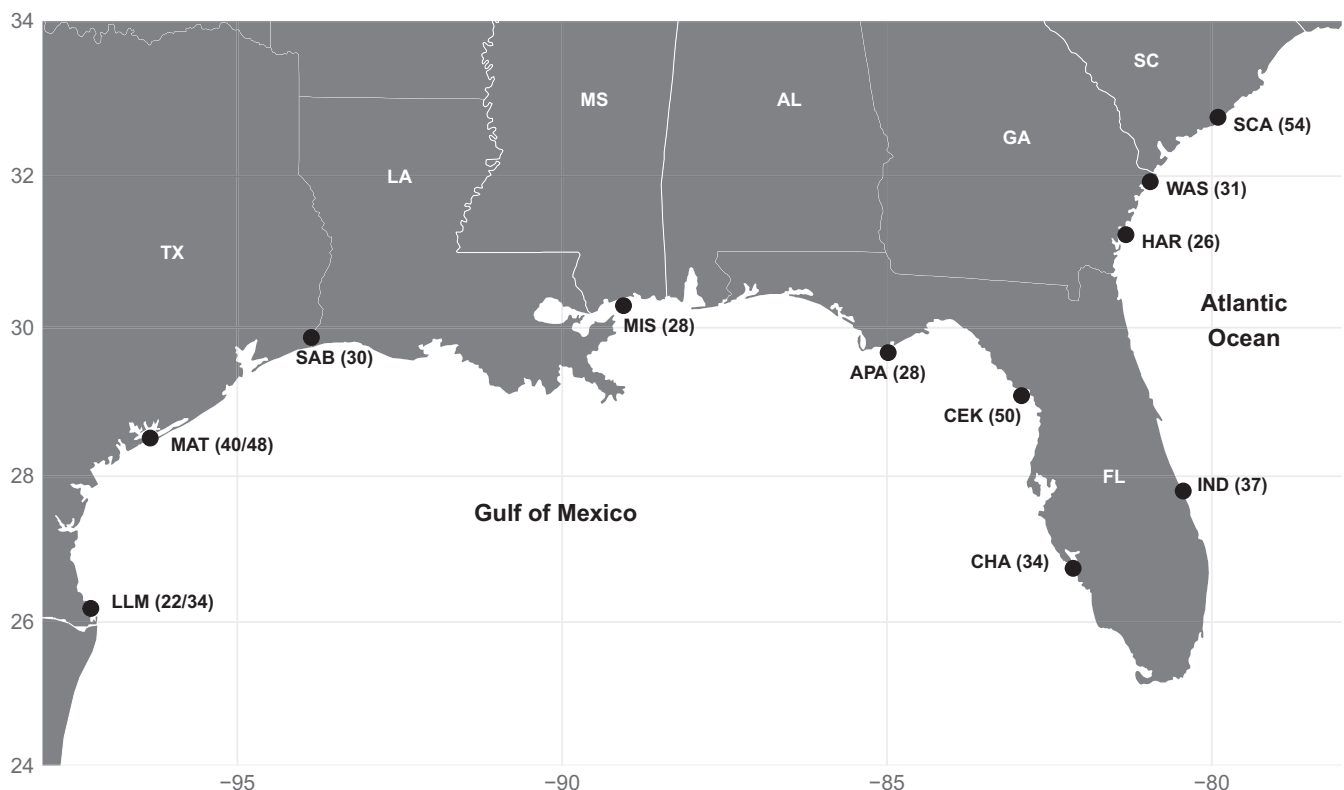 34
SC
MS
AL
SCA (54)
GA
32
LA
WAS (31)
HAR (26)
TX
Atlantic
Ocean
30
MIS (28)
SAB (30)
APA (28)
CEK (50)
MAT (40/48)
28
FL
IND (37)
Gulf of Mexico
CHA (34)
LLM (22/34)
26
24
−95
−90
−85
−80